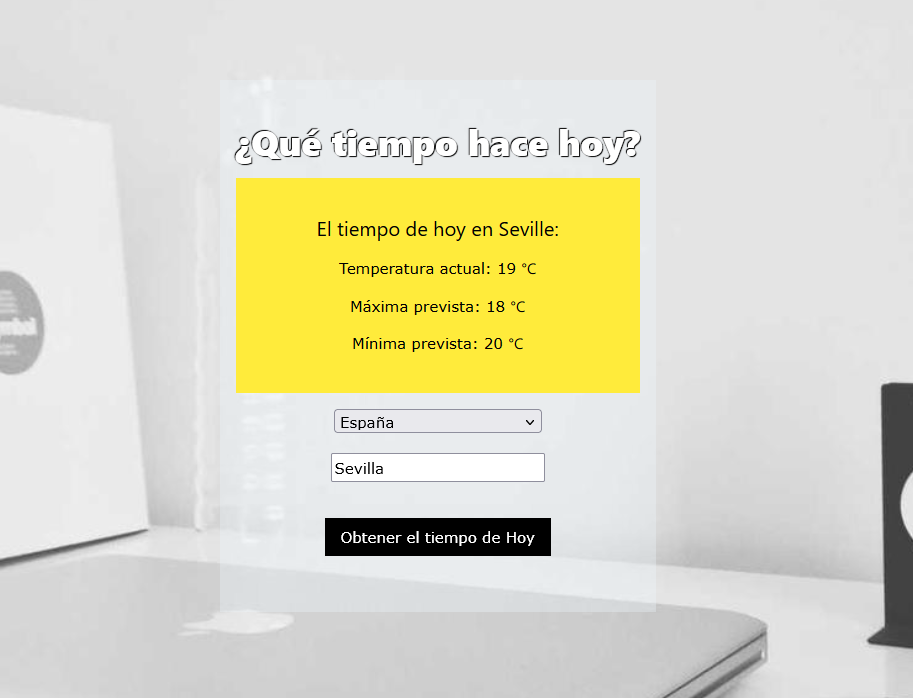 ¿Qué tiempo hace hoy?
El tiempo de hoy en Seville:
Temperatura actual: 19 °C
Máxima prevista: 18 °C
Mínima prevista: 20 °C
España
Sevilla
Obtener el tiempo de Hoy